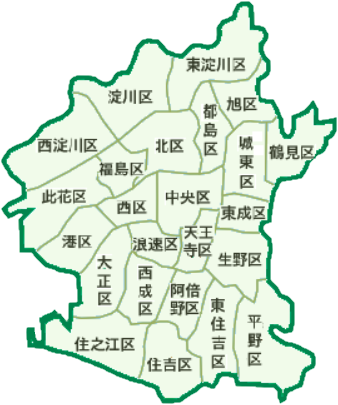 東淀川区
淀川区
旭区
都島区
西淀川区
北区
城東区
鶴見区
福島区
此花区
西区
中央区
東成区
港区
浪速区
天王
寺区
生野区
大正区
西成区
阿倍
野区
東住吉区
平野区
住之江区
住吉区